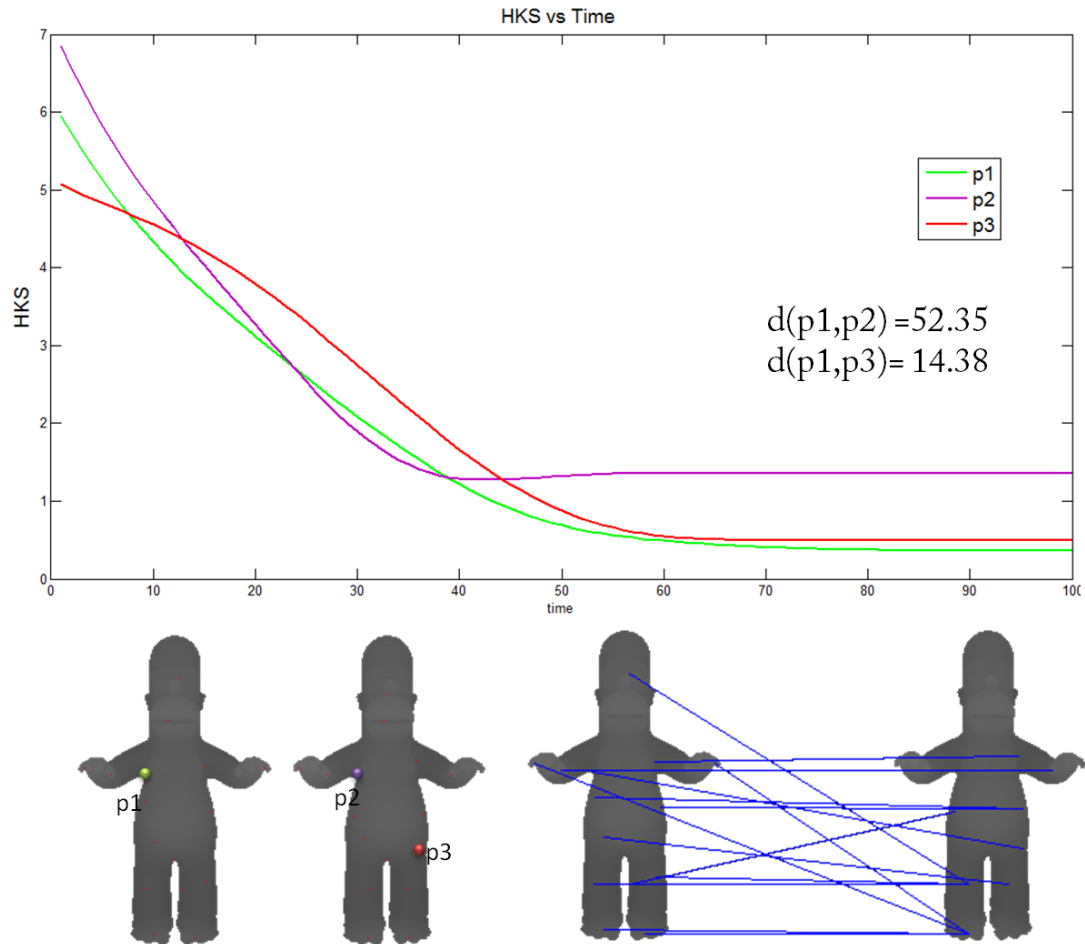 HKS vs Time
7
6
5
4
3
2
1
0
HKS
p1
p2
p3
d(p1,p2) =52.35
d(p1,p3)= 14.38
0 10 20 30 40 50 60 70 80 90 100
time
p1
p2
p3